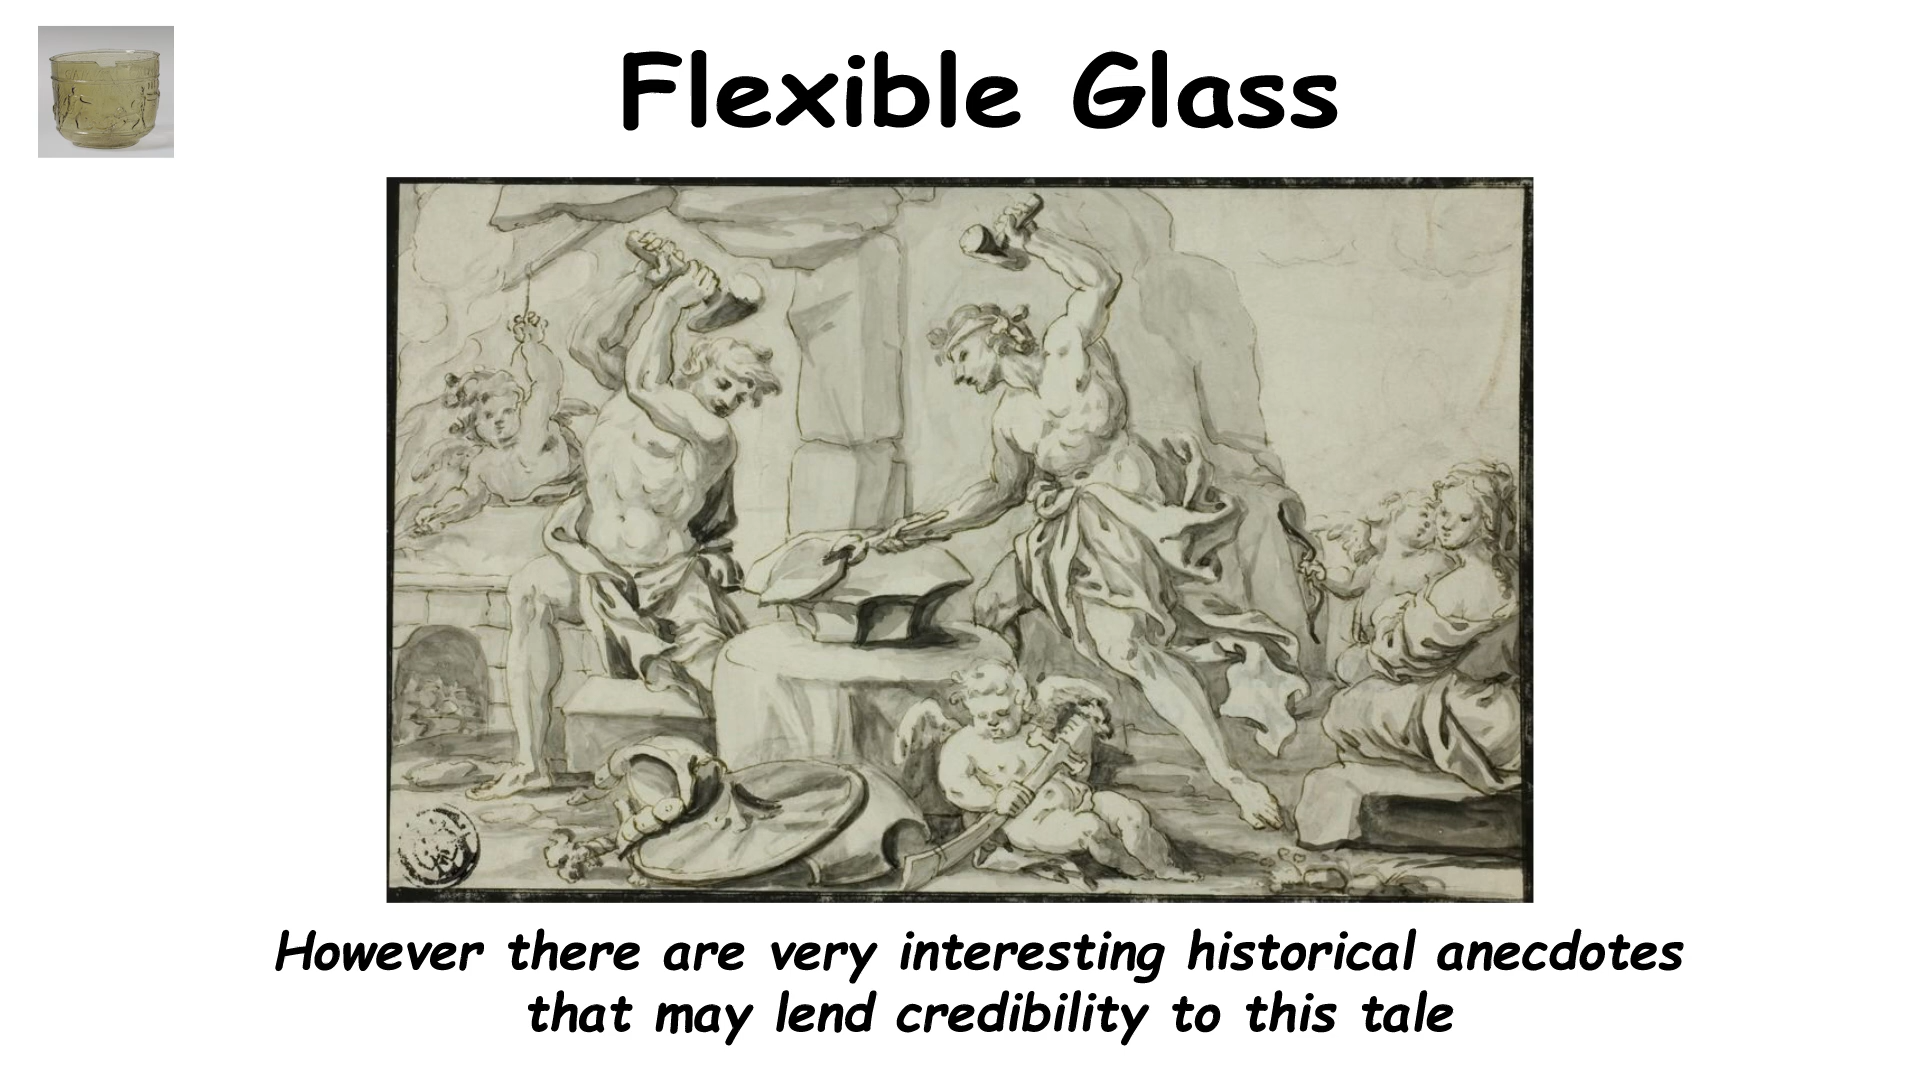 Flexible Glass
However there are very interesting historical anecdotes
that may lend credibility to this tale